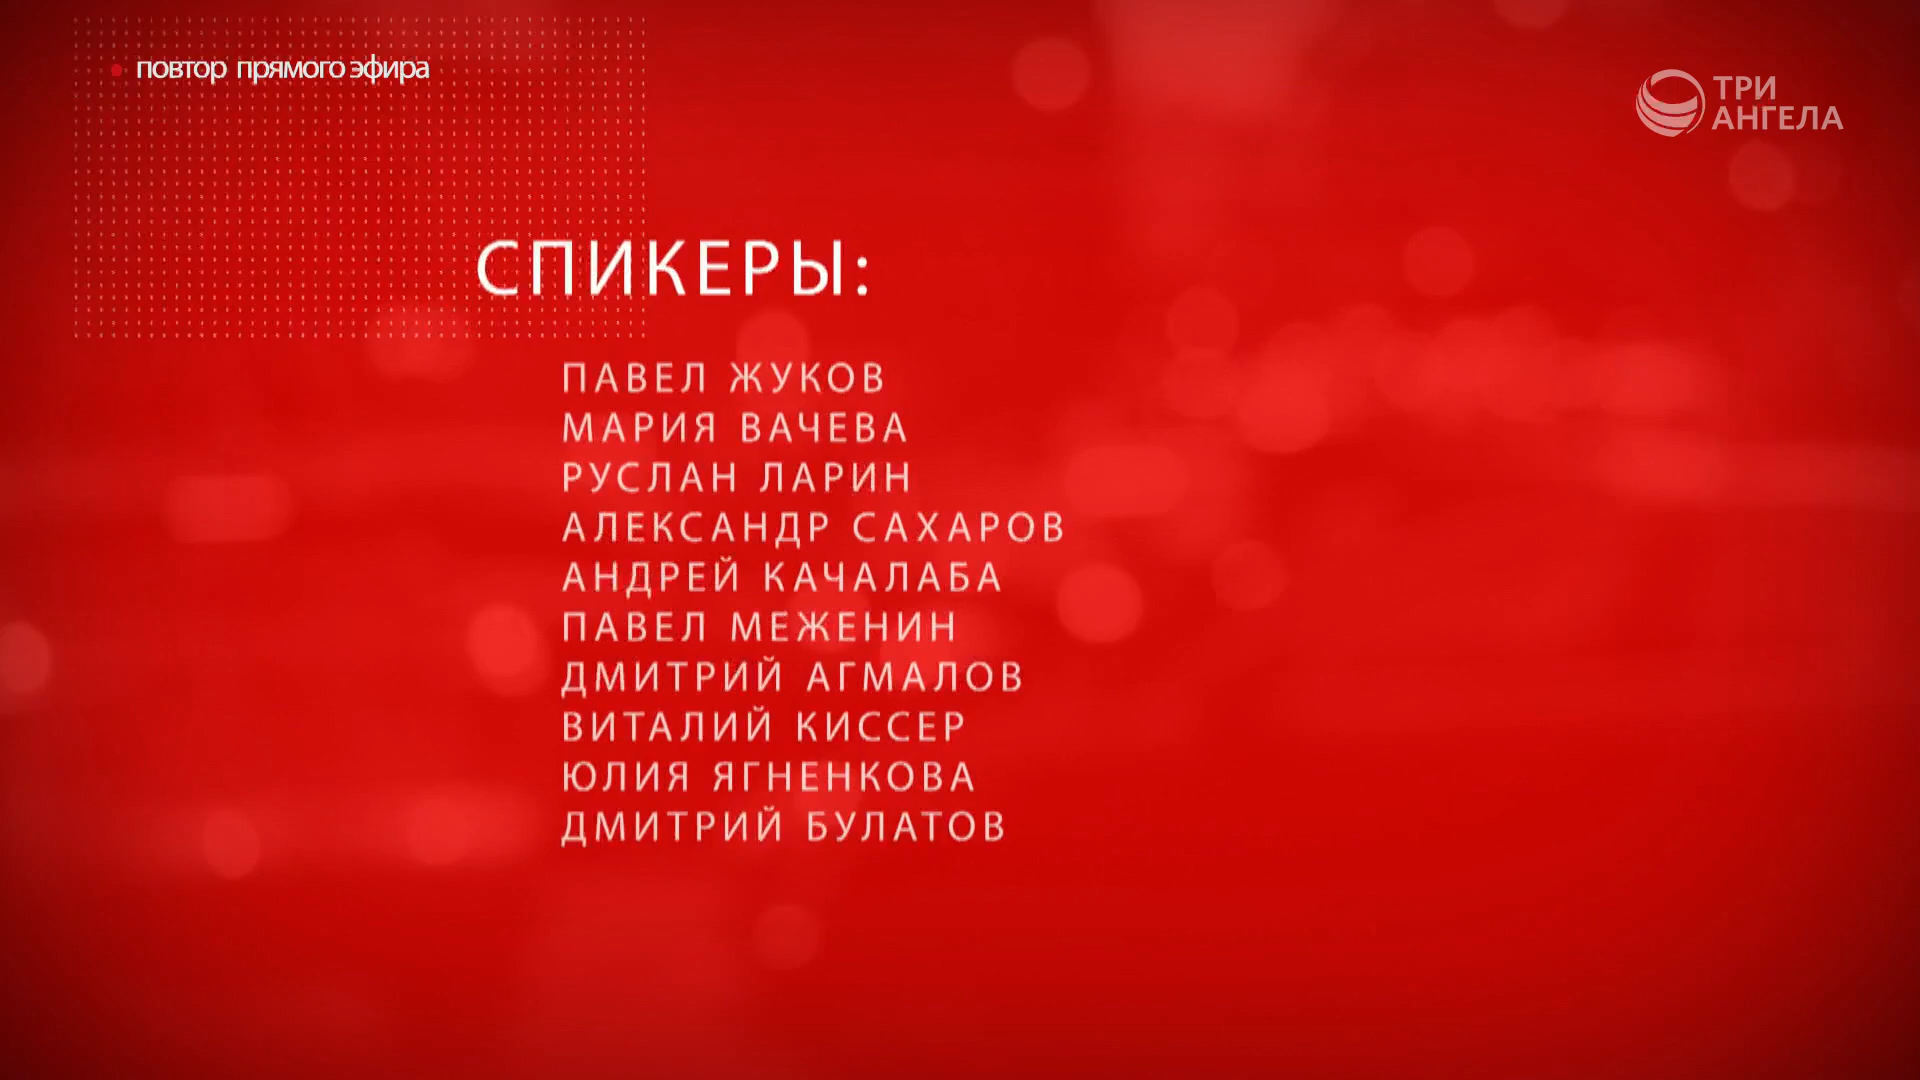 повтор прямого эфира
ТРИ
АНГЕЛА
СПИКЕРЫ:
ПАВЕЛ ЖУКОВ
МАРИЯ ВАЧЕВА
РУСЛАН ЛАРИН
АЛЕКСАНДР САХАРОВ
АНДРЕЙ КАЧАЛАБА
ПАВЕЛ МЕЖЕНИН
ДМИТРИЙ АГМАЛОВ
ВИТАЛИЙ КИССЕР
ЮЛИЯ ЯГНЕНКОВА
ДМИТРИЙ БУЛАТОВ